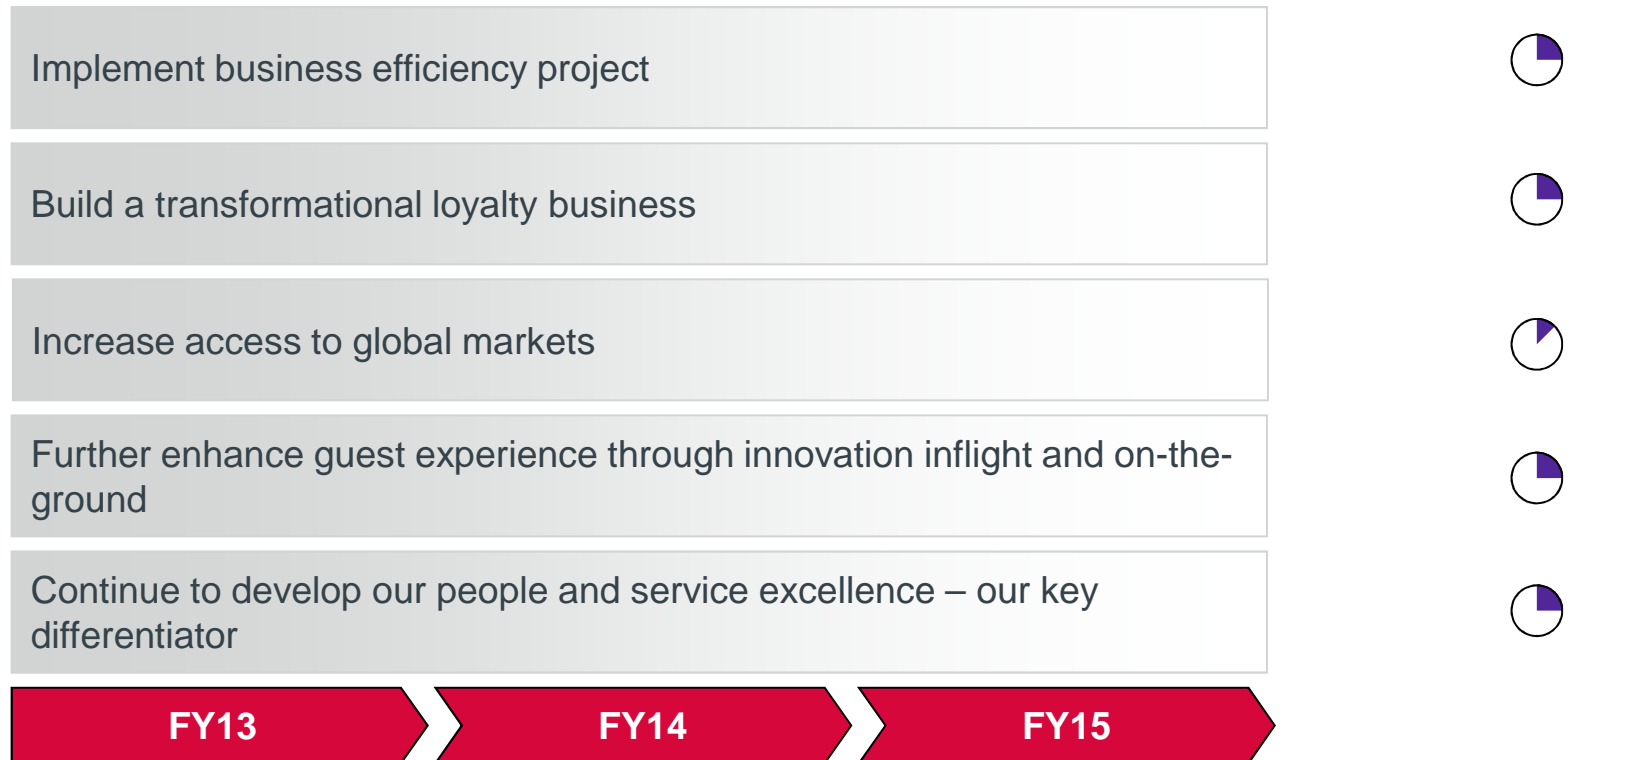 Implement business efficiency project
Build a transformational loyalty business
Increase access to global markets
Further enhance guest experience through innovation inflight and on-the-
ground
Continue to develop our people and service excellence – our key
differentiator
FY13
FY14
FY15